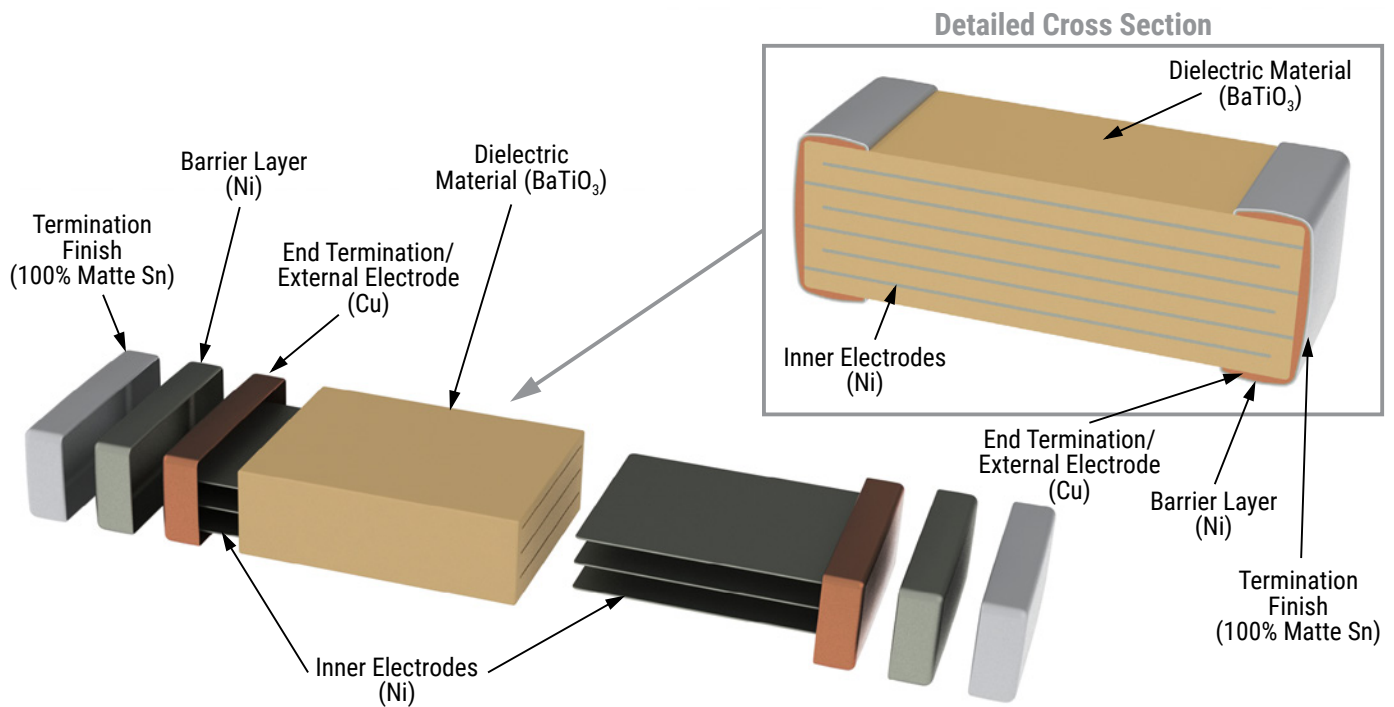 Detailed Cross Section
Dielectric Material
(BaTiO₃)
Inner Electrodes
(Ni)
End Termination/
External Electrode
(Cu)
Barrier Layer
(Ni)
Termination
Finish
(100% Matte Sn)
Barrier Layer
(Ni)
Dielectric
Material (BaTiO₃)
Termination
Finish
(100% Matte Sn)
End Termination/
External Electrode
(Cu)
Inner Electrodes
(Ni)